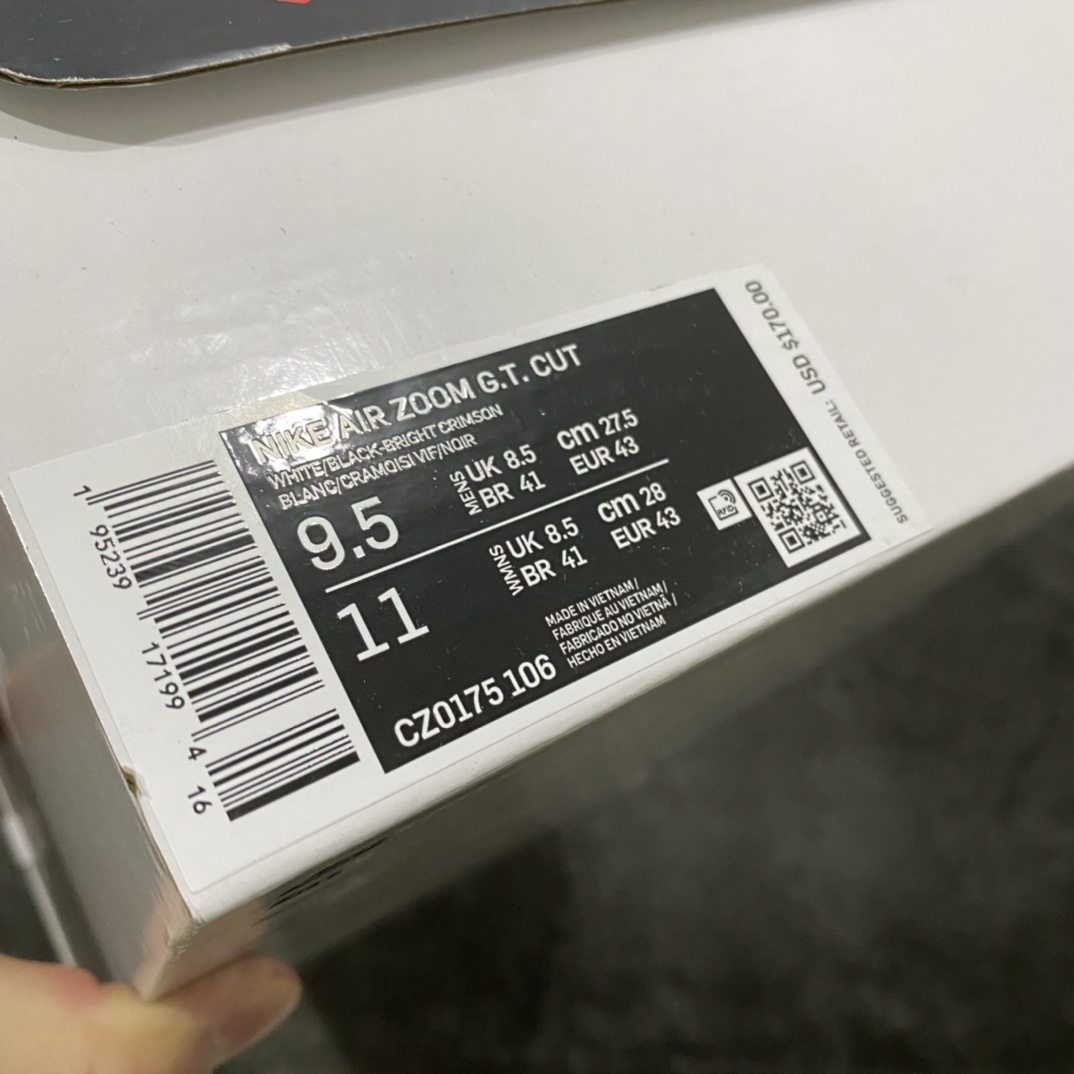 NIKE AIR ZOOM G.T. CUT
WHITE/BLACK-BRIGHT CRIMSON
BLANC/CRAMOISI VIF/NOIR
9.5
MENS
UK 8.5 cm 27.5
BR 41 EUR 43
11
WMNS
UK 8.5 cm 28
BR 41 EUR 43
MADE IN VIETNAM/
FABRIQUE AU VIETNAM/
FABRICADO NO VIETNÃ/
HECHO EN VIETNAM
CZ0175 106
RFID
SUGGESTED RETAIL: USD $170.00
1 95239 17199 4 16